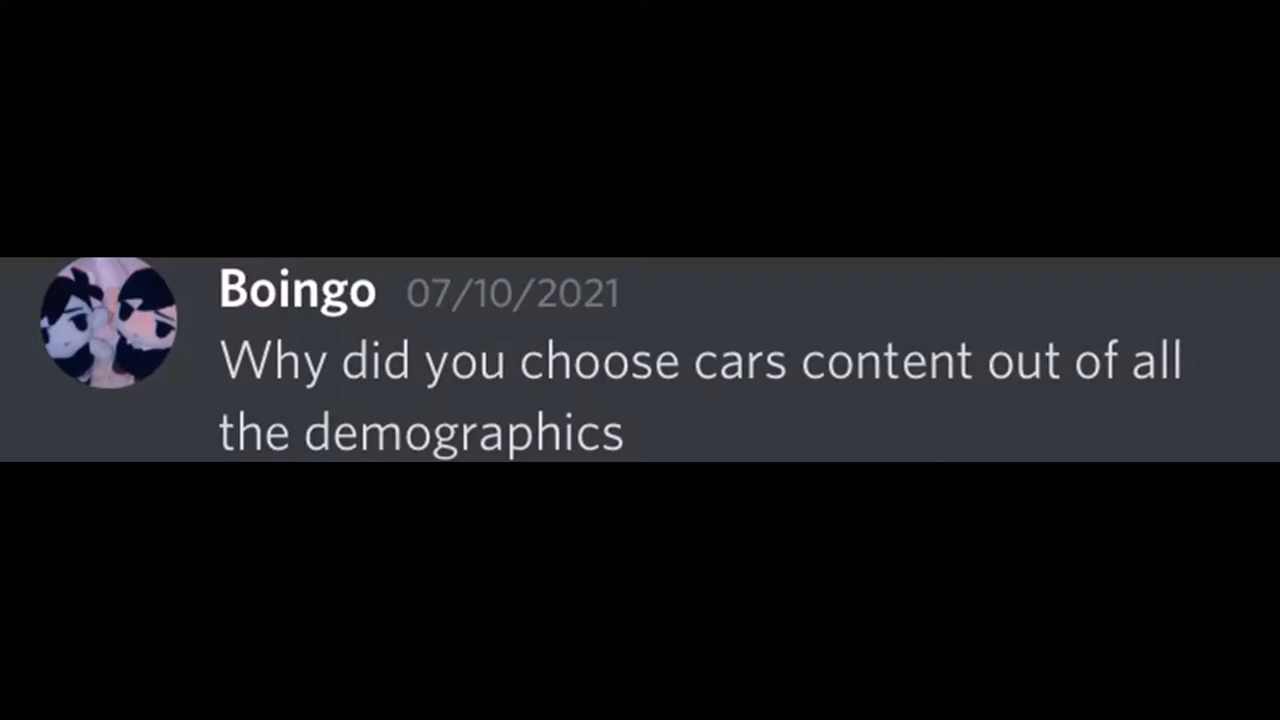 Boingo 07/10/2021
Why did you choose cars content out of all
the demographics